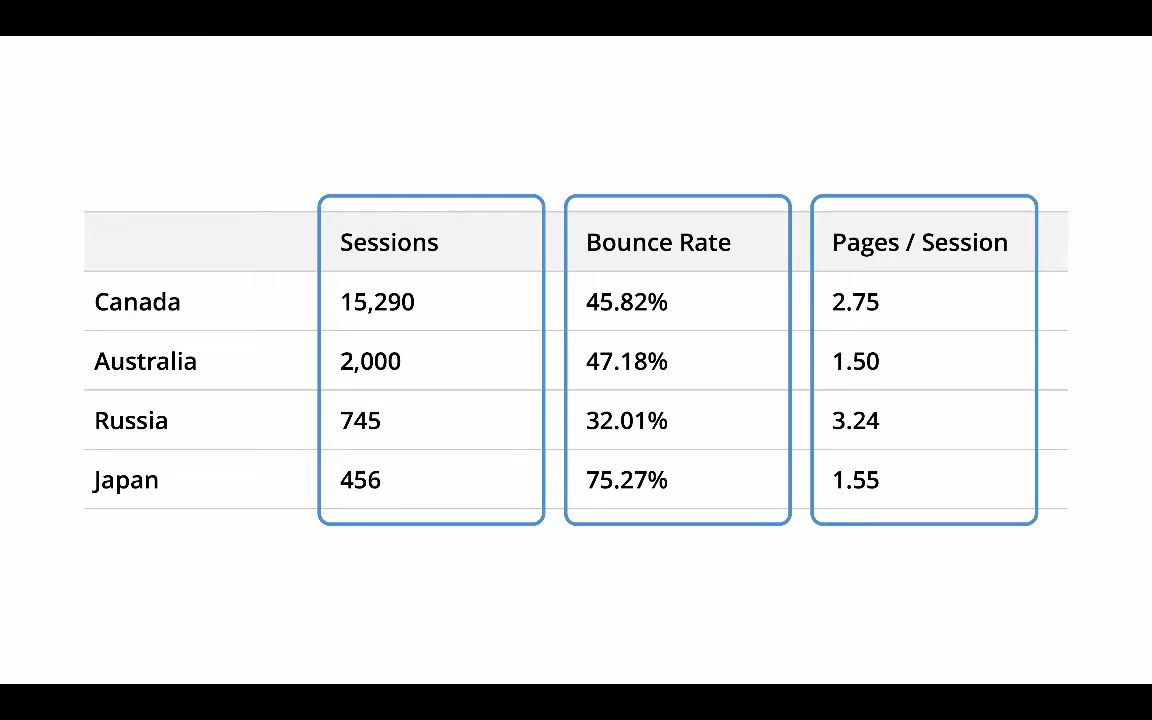 Sessions Bounce Rate Pages / Session
Canada 15,290 45.82% 2.75
Australia 2,000 47.18% 1.50
Russia 745 32.01% 3.24
Japan 456 75.27% 1.55